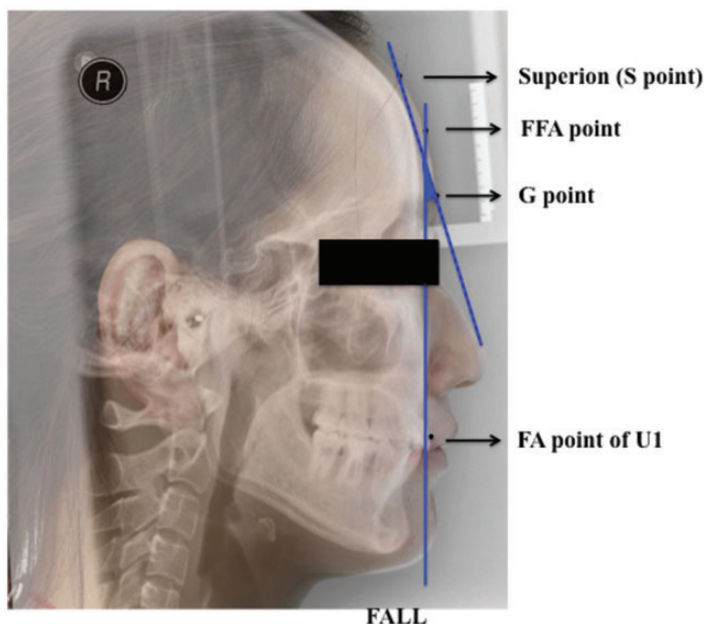 R
Superion (S point)
FFA point
G point
FA point of U1
FALL